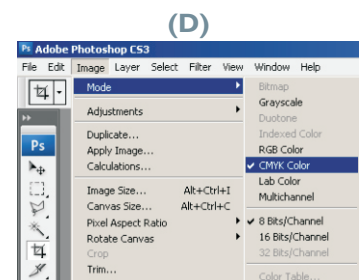 (D)
Ps Adobe Photoshop CS3
File Edit Image Layer Select Filter View Window Help
Mode
Adjustments
Duplicate...
Apply Image...
Calculations...
Image Size... Alt+Ctrl+I
Canvas Size... Alt+Ctrl+C
Pixel Aspect Ratio
Rotate Canvas
Crop
Trim...
Bitmap
Grayscale
Duotone
Indexed Color
RGB Color
✓ CMYK Color
Lab Color
Multichannel
✓ 8 Bits/Channel
16 Bits/Channel
32 Bits/Channel
Color Table...
Ps